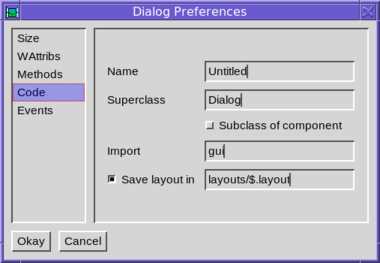 Dialog Preferences
Size
WAttribs
Methods
Code
Events
Name Untitled
Superclass Dialog
Subclass of component
Import gui
Save layout in layouts/$.layout
Okay Cancel